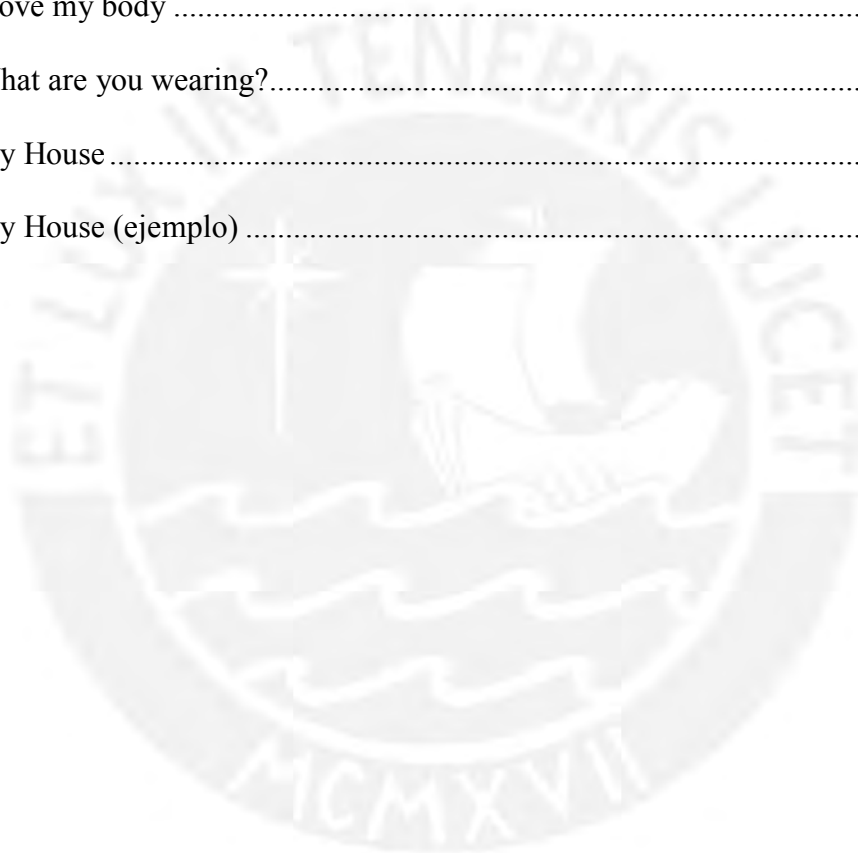 ove my body
hat are you wearing?
y House
y House (ejemplo)
ET LUX IN TENEBRIS LUCET
MCMXVII